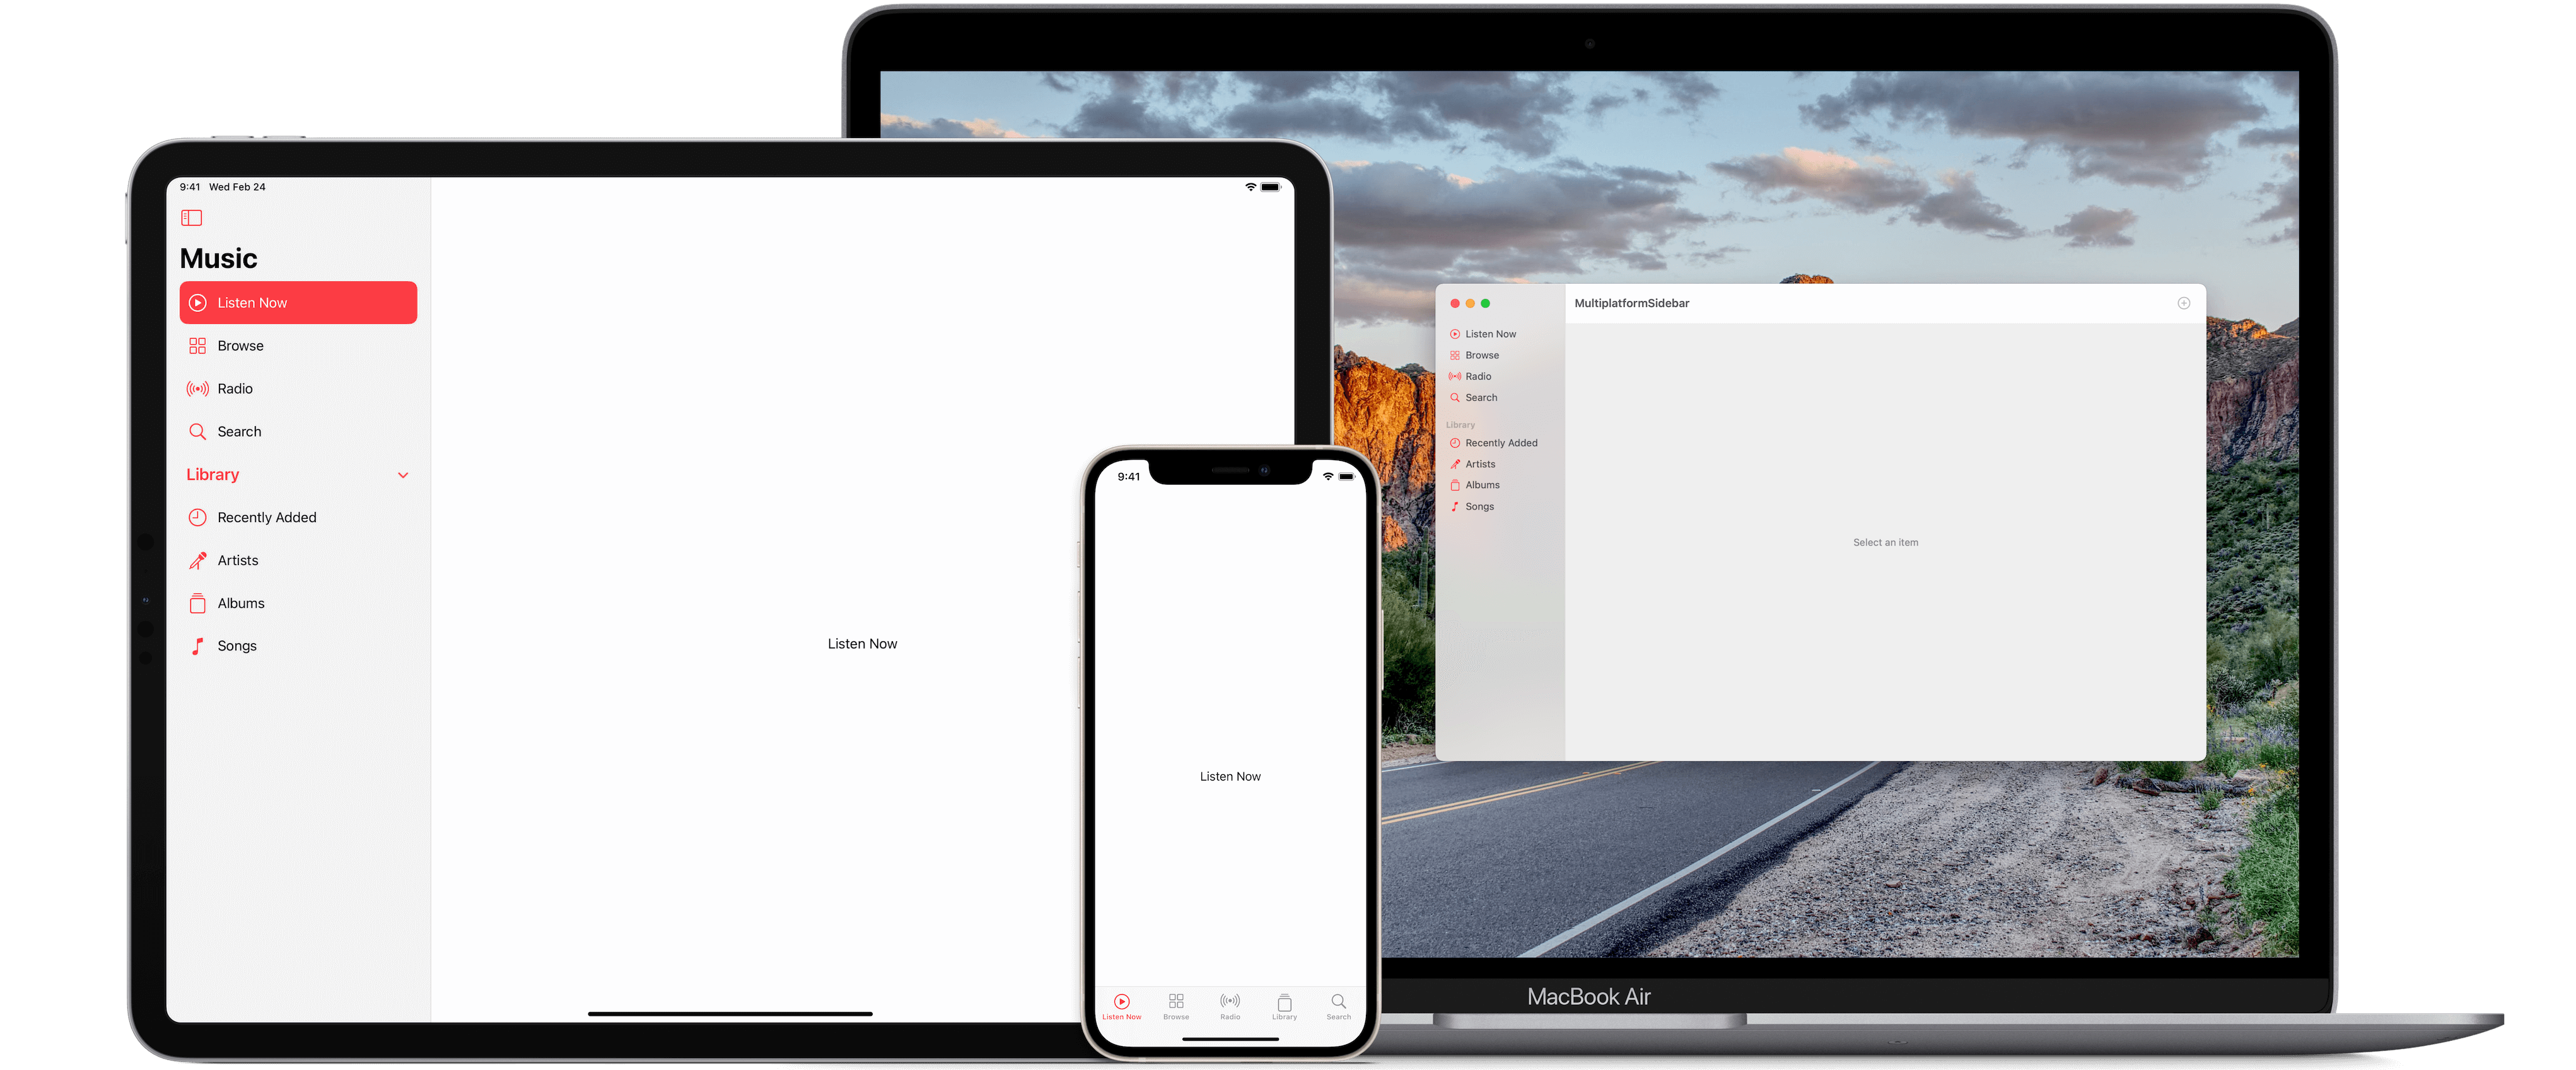 9:41 Wed Feb 24
Music
Listen Now
Browse
Radio
Search
Library
Recently Added
Artists
Albums
Songs
Listen Now
9:41
Listen Now
Listen Now
Browse
Radio
Library
Search
MultiplatformSidebar
Listen Now
Browse
Radio
Search
Library
Recently Added
Artists
Albums
Songs
Select an item
MacBook Air